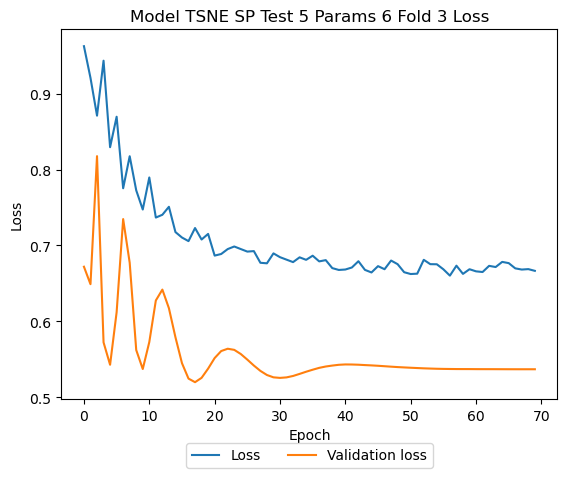 Model TSNE SP Test 5 Params 6 Fold 3 Loss
Loss
0.9
0.8
0.7
0.6
0.5
0 10 20 30 40 50 60 70
Epoch
Loss Validation loss